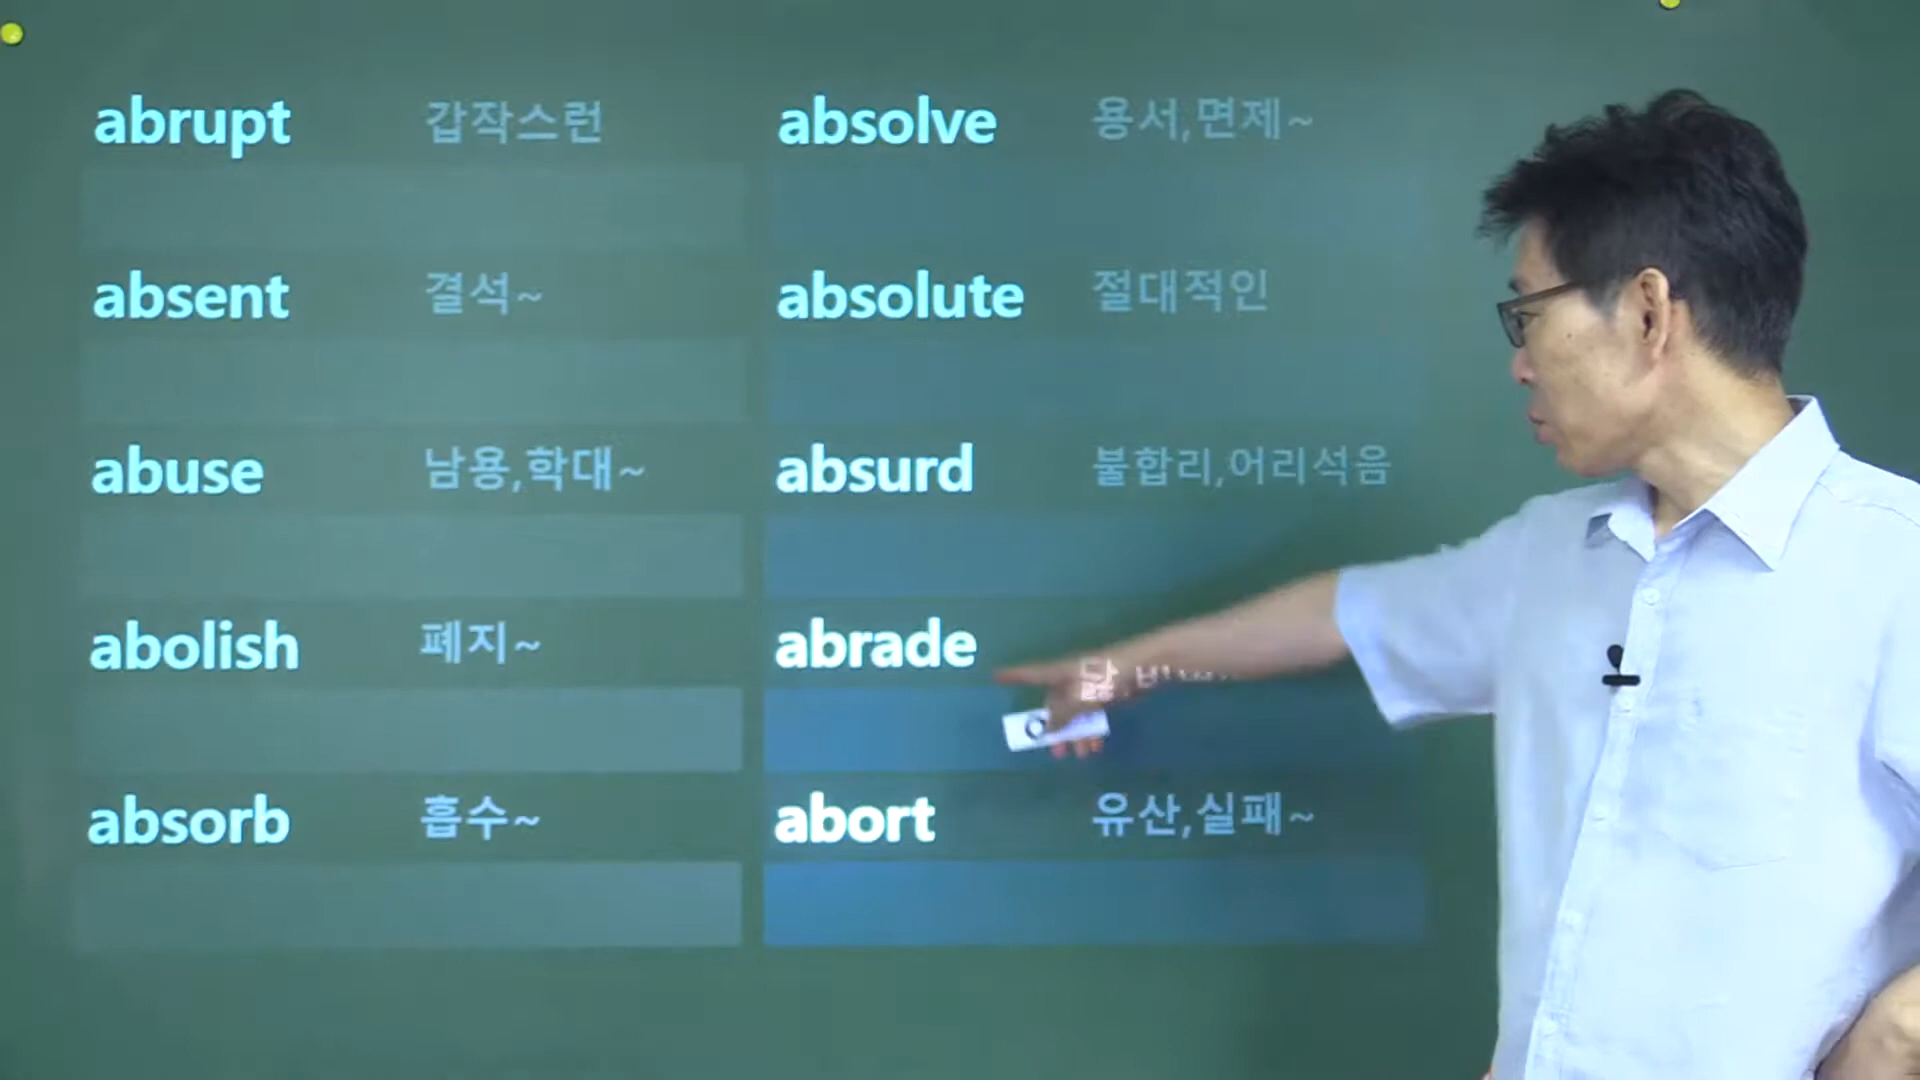 abrupt 갑작스런
absent 결석~
abuse 남용,학대~
abolish 폐지~
absorb 흡수~
absolve 용서,면제~
absolute 절대적인
absurd 불합리,어리석음
abrade
abort 유산,실패~